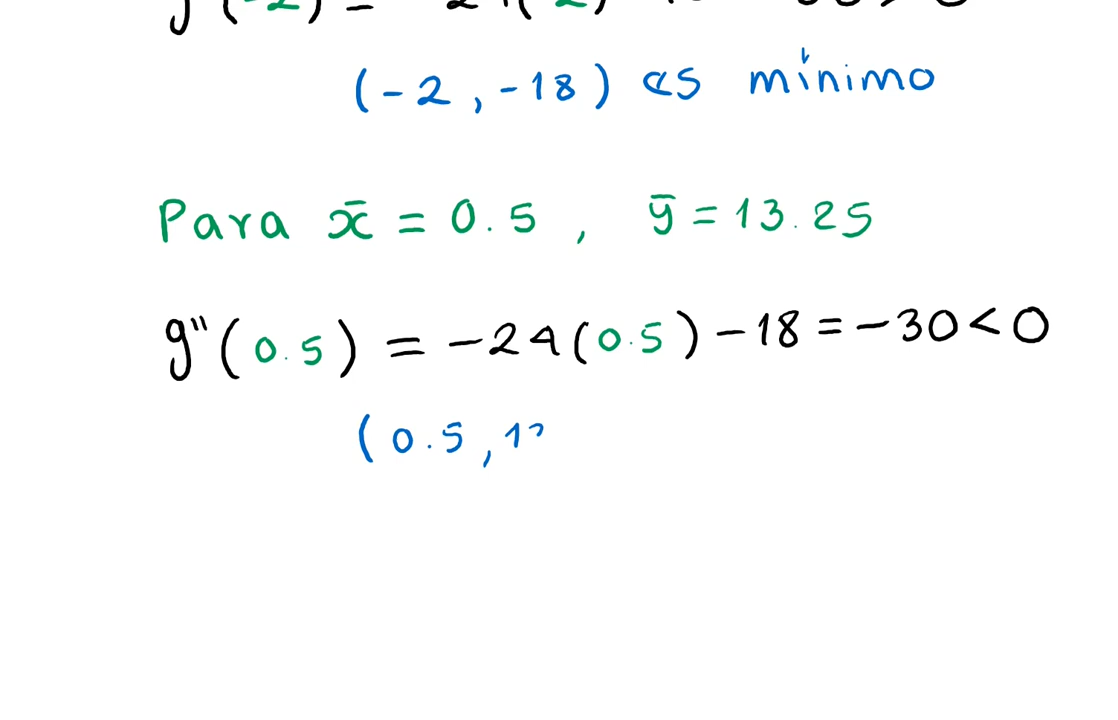 (-2, -18) es mínimo
Para x̄ = 0.5, ȳ = 13.25
g''(0.5) = -24(0.5) - 18 = -30 < 0
(0.5, 1